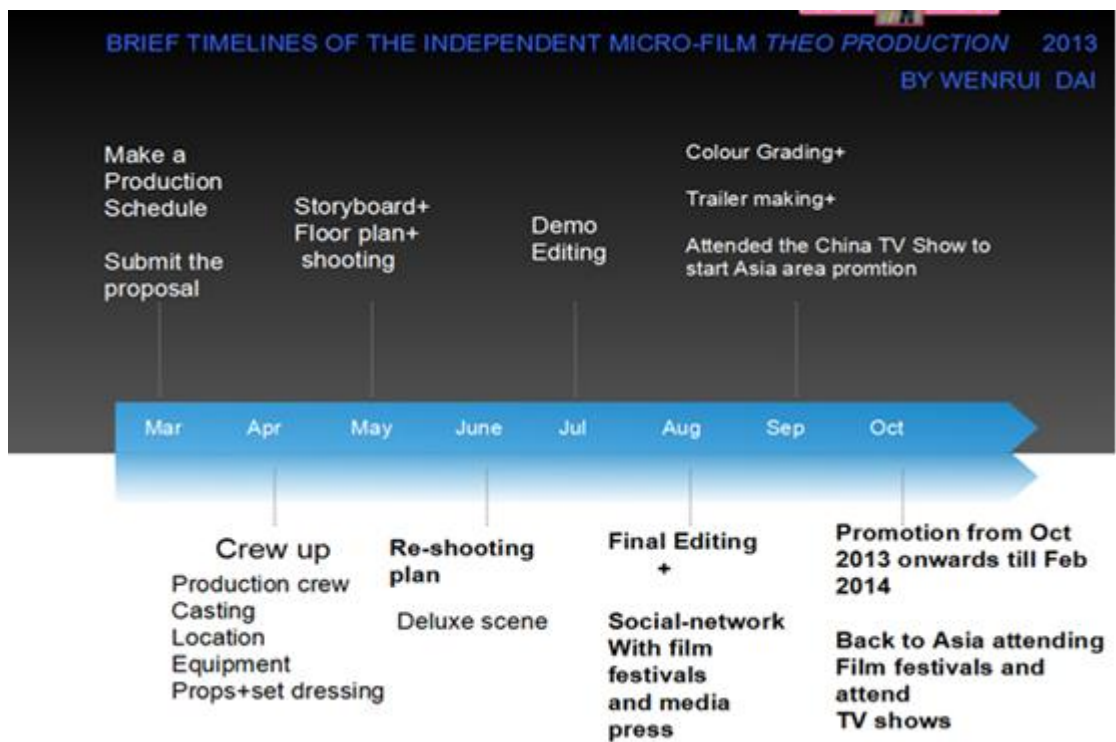 BRIEF TIMELINES OF THE INDEPENDENT MICRO-FILM THEO PRODUCTION 2013
BY WENRUI DAI
Make a
Production
Schedule
Submit the
proposal
Storyboard+
Floor plan+
shooting
Demo
Editing
Colour Grading+
Trailer making+
Attended the China TV Show to
start Asia area promtion
Mar Apr May June Jul Aug Sep Oct
Crew up
Production crew
Casting
Location
Equipment
Props+set dressing
Re-shooting
plan
Deluxe scene
Final Editing
+
Social-network
With film
festivals
and media
press
Promotion from Oct
2013 onwards till Feb
2014
Back to Asia attending
Film festivals and
attend
TV shows